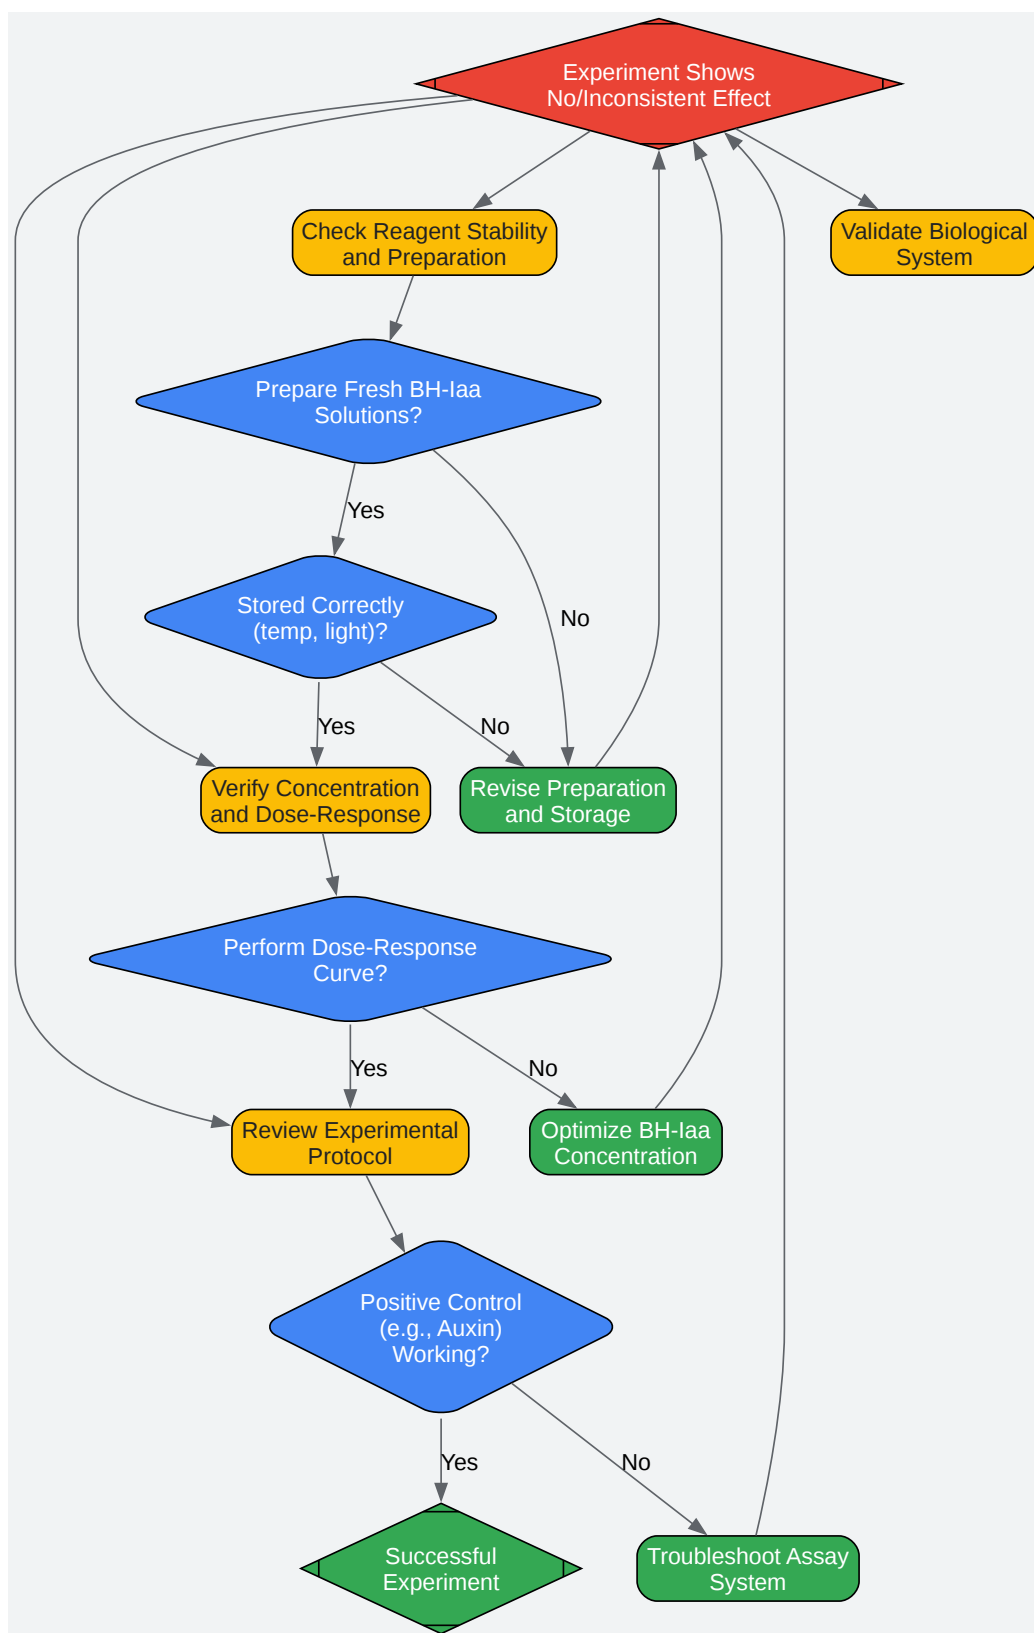 Experiment Shows
No/Inconsistent Effect
Check Reagent Stability
and Preparation
Validate Biological
System
Prepare Fresh BH-Iaa
Solutions?
Yes
Stored Correctly
(temp, light)?
No
Yes
No
Verify Concentration
and Dose-Response
Revise Preparation
and Storage
Perform Dose-Response
Curve?
Yes
No
Review Experimental
Protocol
Optimize BH-Iaa
Concentration
Positive Control
(e.g., Auxin)
Working?
Yes
No
Successful
Experiment
Troubleshoot Assay
System